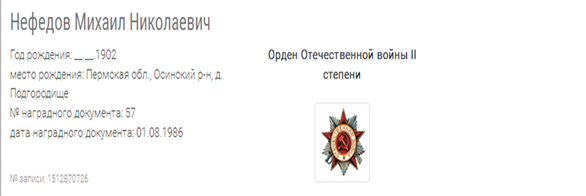 Нефедов Михаил Николаевич
Год рождения: __.__.1902
место рождения: Пермская обл., Осинский р-н, д.
Подгородище
№ наградного документа: 57
дата наградного документа: 01.08.1986
№ записи: 1512870726
Орден Отечественной войны II
степени